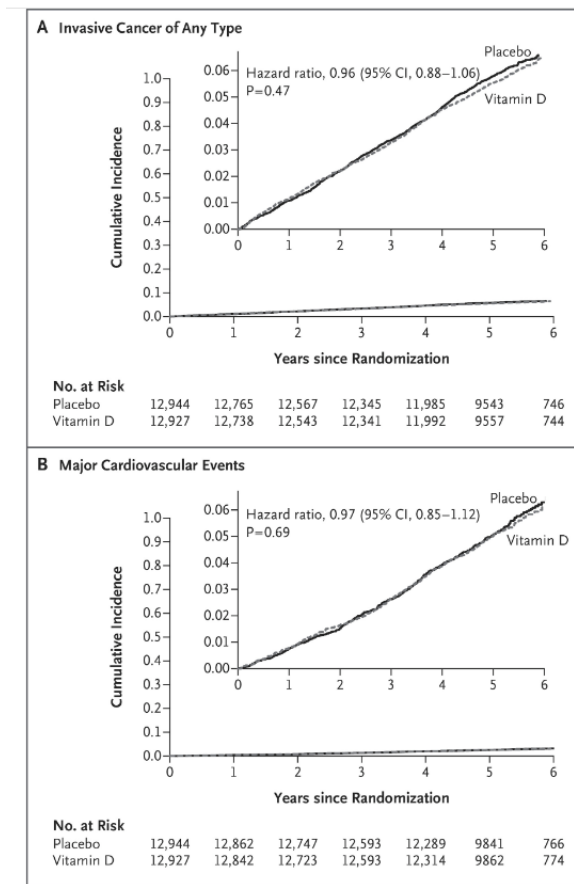 A Invasive Cancer of Any Type
Placebo
Hazard ratio, 0.96 (95% CI, 0.88–1.06)
P=0.47
Vitamin D
0.06
0.05
0.04
0.03
0.02
0.01
0.00
0 1 2 3 4 5 6
Cumulative Incidence
1.0
0.9
0.8
0.7
0.6
0.5
0.4
0.3
0.2
0.1
0.0
0 1 2 3 4 5 6
Years since Randomization
No. at Risk
Placebo 12,944 12,765 12,567 12,345 11,985 9543 746
Vitamin D 12,927 12,738 12,543 12,341 11,992 9557 744
B Major Cardiovascular Events
Placebo
Hazard ratio, 0.97 (95% CI, 0.85–1.12)
P=0.69
Vitamin D
0.06
0.05
0.04
0.03
0.02
0.01
0.00
0 1 2 3 4 5 6
Cumulative Incidence
1.0
0.9
0.8
0.7
0.6
0.5
0.4
0.3
0.2
0.1
0.0
0 1 2 3 4 5 6
Years since Randomization
No. at Risk
Placebo 12,944 12,862 12,747 12,593 12,289 9841 766
Vitamin D 12,927 12,842 12,723 12,593 12,314 9862 774